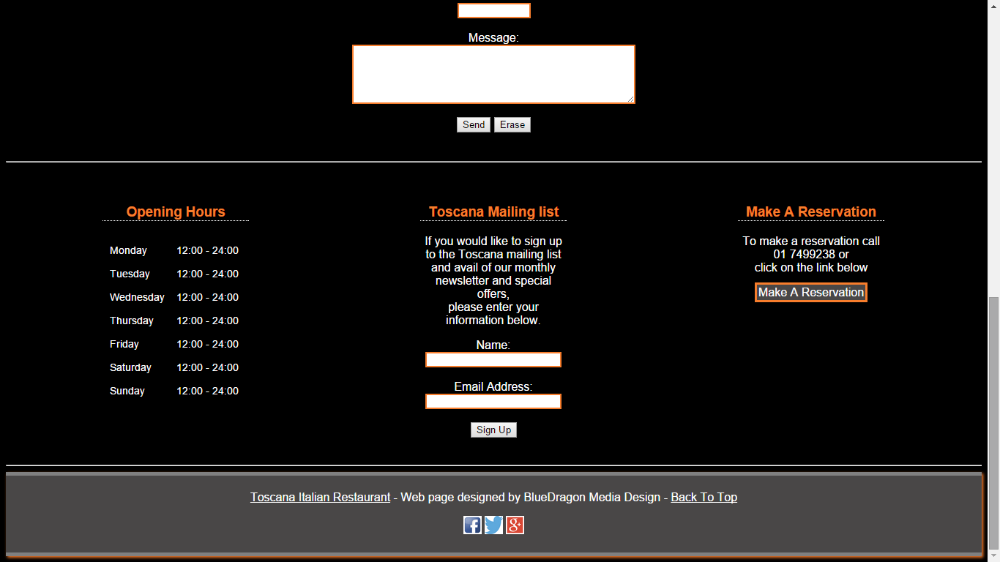 Message:
Send Erase
Opening Hours
Monday 12:00 - 24:00
Tuesday 12:00 - 24:00
Wednesday 12:00 - 24:00
Thursday 12:00 - 24:00
Friday 12:00 - 24:00
Saturday 12:00 - 24:00
Sunday 12:00 - 24:00
Toscana Mailing list
If you would like to sign up
to the Toscana mailing list
and avail of our monthly
newsletter and special
offers,
please enter your
information below.
Name:
Email Address:
Sign Up
Make A Reservation
To make a reservation call
01 7499238 or
click on the link below
Make A Reservation
Toscana Italian Restaurant - Web page designed by BlueDragon Media Design - Back To Top
f g+